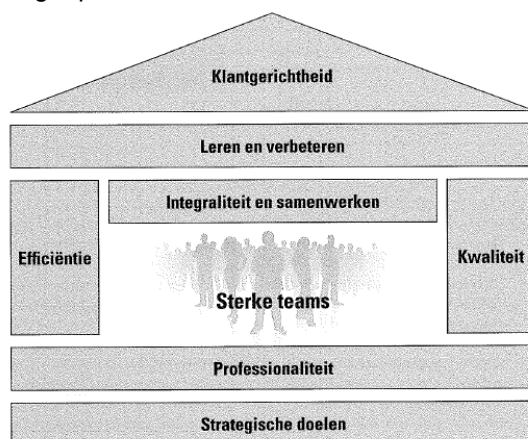 Klantgerichtheid
Leren en verbeteren
Integraliteit en samenwerken
Efficiëntie
Kwaliteit
Sterke teams
Professionaliteit
Strategische doelen